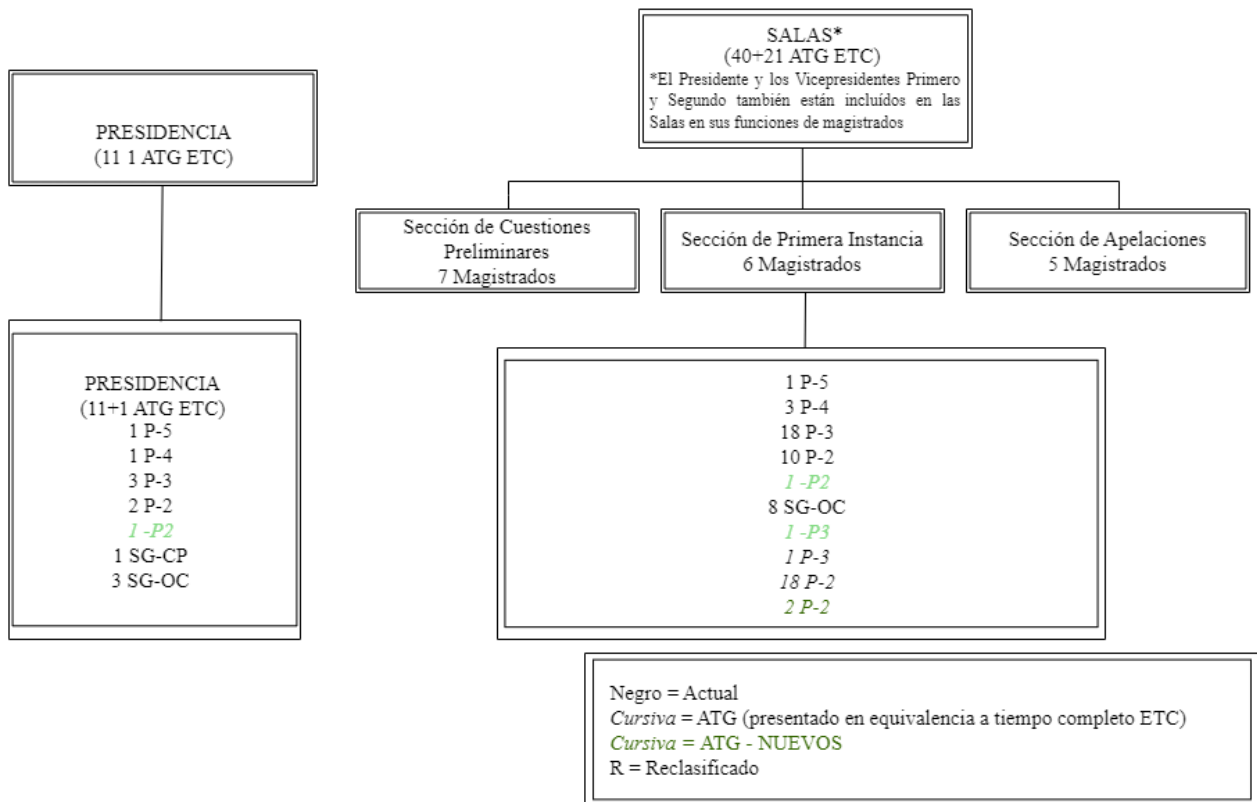 PRESIDENCIA
(11 1 ATG ETC)
PRESIDENCIA
(11+1 ATG ETC)
1 P-5
1 P-4
3 P-3
2 P-2
1 -P2
1 SG-CP
3 SG-OC
SALAS*
(40+21 ATG ETC)
*El Presidente y los Vicepresidentes Primero
y Segundo también están incluídos en las
Salas en sus funciones de magistrados
Sección de Cuestiones
Preliminares
7 Magistrados
Sección de Primera Instancia
6 Magistrados
Sección de Apelaciones
5 Magistrados
1 P-5
3 P-4
18 P-3
10 P-2
1 -P2
8 SG-OC
1 -P3
1 P-3
18 P-2
2 P-2
Negro = Actual
Cursiva = ATG (presentado en equivalencia a tiempo completo ETC)
Cursiva = ATG - NUEVOS
R = Reclasificado